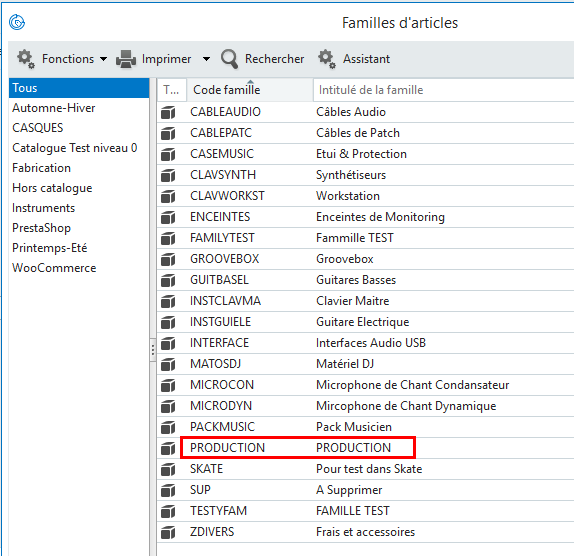 Familles d'articles
Fonctions Imprimer Rechercher Assistant
Tous
Automne-Hiver
CASQUES
Catalogue Test niveau 0
Fabrication
Hors catalogue
Instruments
PrestaShop
Printemps-Eté
WooCommerce
T... Code famille Intitulé de la famille
CABLEAUDIO Câbles Audio
CABLEPATC Câbles de Patch
CASEMUSIC Etui & Protection
CLAVSYNTH Synthétiseurs
CLAVWORKST Workstation
ENCEINTES Enceintes de Monitoring
FAMILYTEST Fammille TEST
GROOVEBOX Groovebox
GUITBASEL Guitares Basses
INSTCLAVMA Clavier Maitre
INSTGUIELE Guitare Electrique
INTERFACE Interfaces Audio USB
MATOSDJ Matériel DJ
MICROCON Microphone de Chant Condansateur
MICRODYN Mircophone de Chant Dynamique
PACKMUSIC Pack Musicien
PRODUCTION PRODUCTION
SKATE Pour test dans Skate
SUP A Supprimer
TESTYFAM FAMILLE TEST
ZDIVERS Frais et accessoires